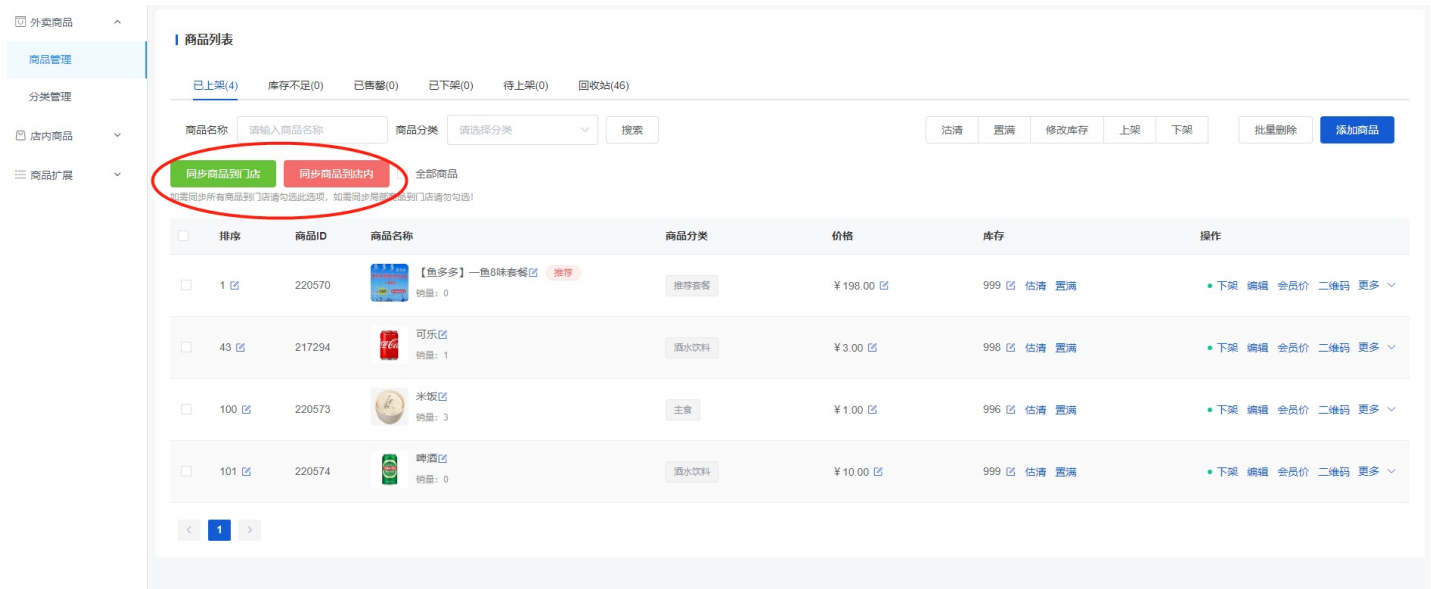 外卖商品
商品管理
分类管理
店内商品
商品扩展
商品列表
已上架(4) 库存不足(0) 已售罄(0) 已下架(0) 待上架(0) 回收站(46)
商品名称 请输入商品名称 商品分类 请选择分类 搜索 沽清 置满 修改库存 上架 下架 批量删除 添加商品
同步商品到门店 同步商品到店内 全部商品
如需同步所有商品到门店请勾选此选项，如需同步局部商品到门店请勿勾选！
排序 商品ID 商品名称 商品分类 价格 库存 操作
1 220570 【鱼多多】一鱼8味套餐 推荐 推荐套餐 ¥198.00 999 估清 置满 下架 编辑 会员价 二维码 更多
销量：0
43 217294 可乐 酒水饮料 ¥3.00 998 估清 置满 下架 编辑 会员价 二维码 更多
销量：1
100 220573 米饭 主食 ¥1.00 996 估清 置满 下架 编辑 会员价 二维码 更多
销量：3
101 220574 啤酒 酒水饮料 ¥10.00 999 估清 置满 下架 编辑 会员价 二维码 更多
销量：0
< 1 >